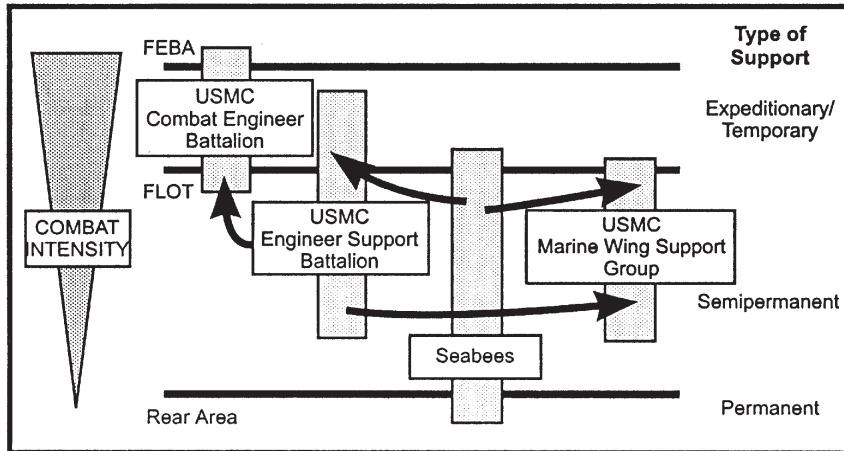 FEBA
Type of
Support
USMC
Combat Engineer
Battalion
Expeditionary/
Temporary
FLOT
COMBAT
INTENSITY
USMC
Engineer Support
Battalion
USMC
Marine Wing Support
Group
Semipermanent
Seabees
Rear Area
Permanent